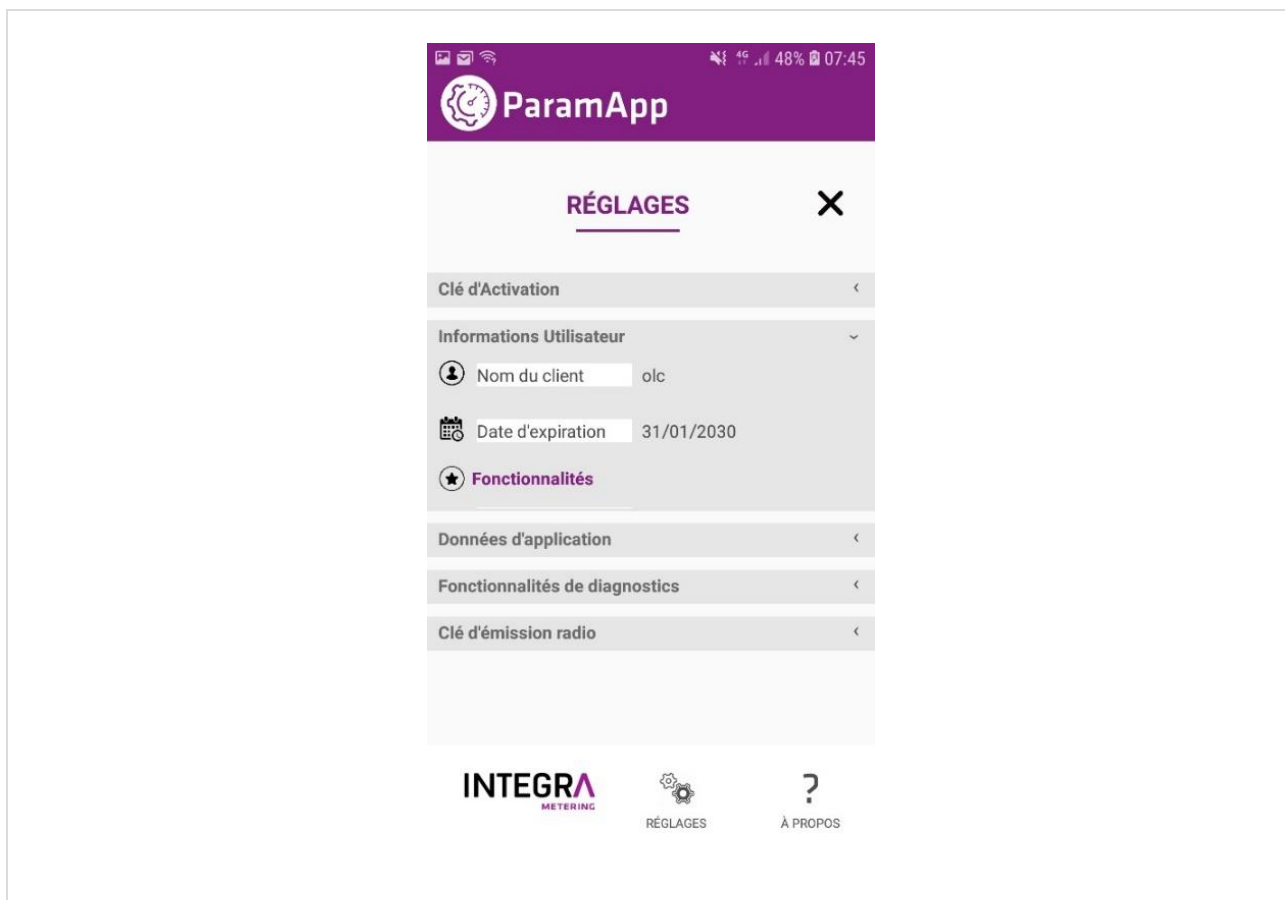 4G 48% 07:45
ParamApp
RÉGLAGES
Clé d'Activation
Informations Utilisateur
Nom du client olc
Date d'expiration 31/01/2030
Fonctionnalités
Données d'application
Fonctionnalités de diagnostics
Clé d'émission radio
INTEGRA
METERING
RÉGLAGES
?
À PROPOS